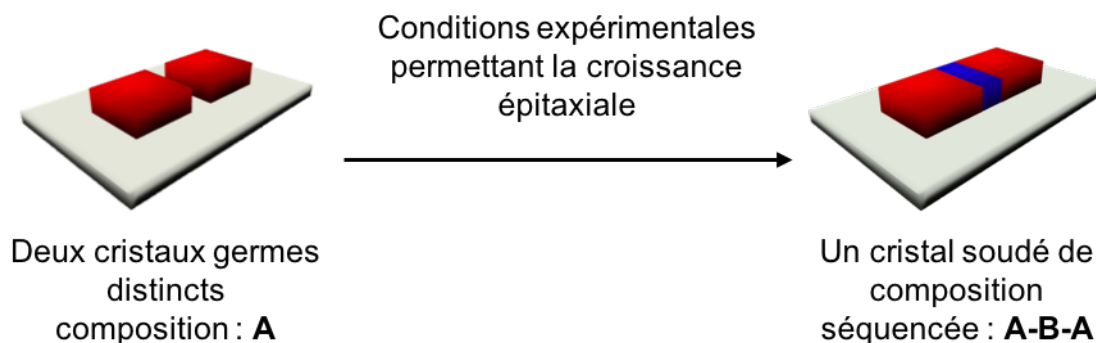 Conditions expérimentales
permettant la croissance
épitaxiale
Deux cristaux germes
distincts
composition : A
Un cristal soudé de
composition
séquencée : A-B-A